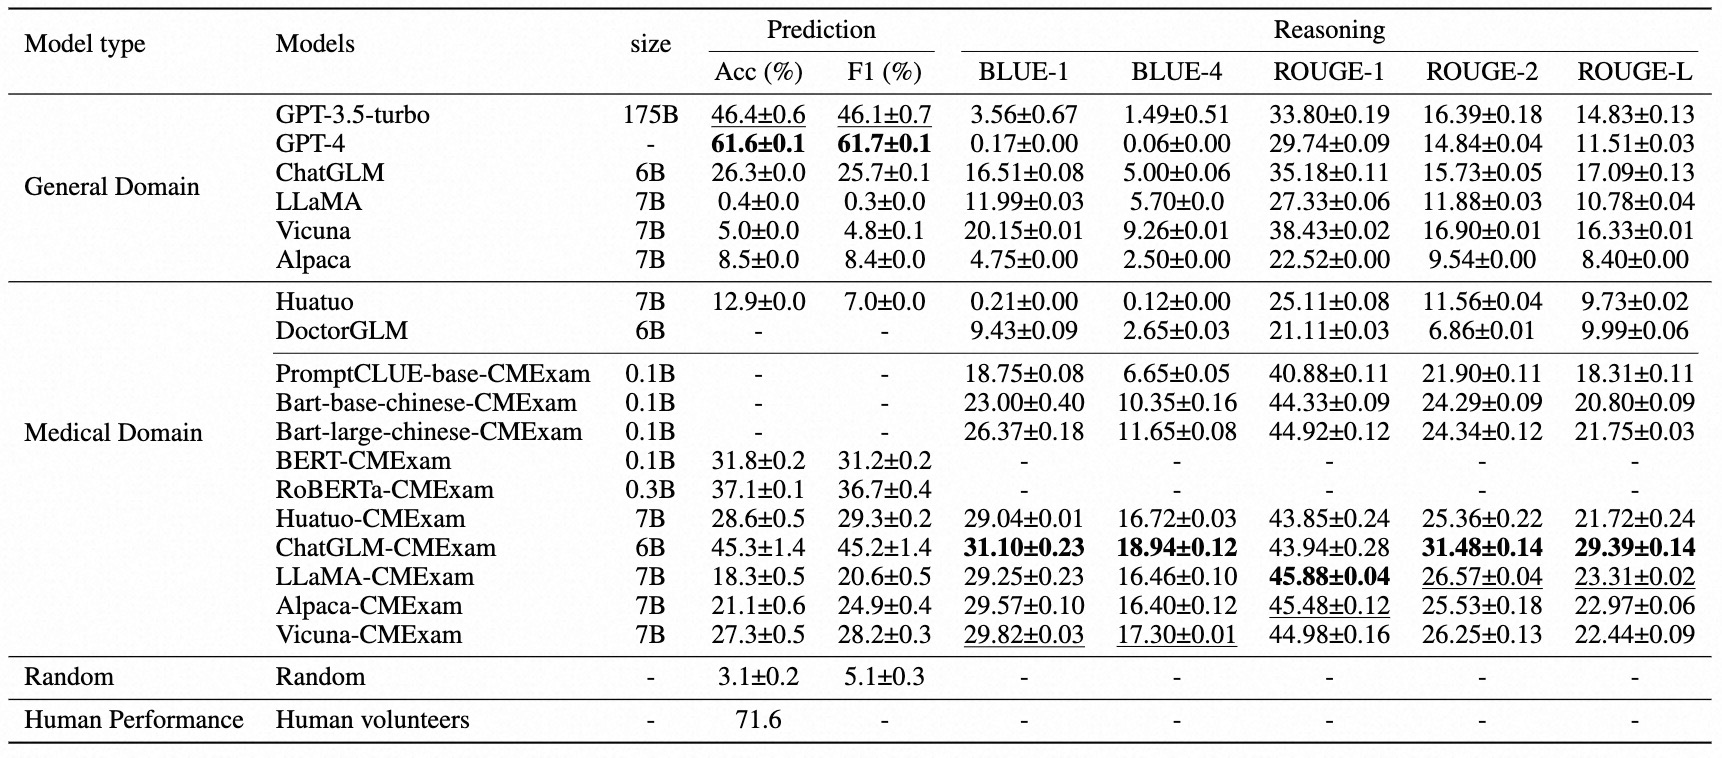 Model type Models size Prediction Reasoning
Acc (%) F1 (%) BLUE-1 BLUE-4 ROUGE-1 ROUGE-2 ROUGE-L
General Domain
GPT-3.5-turbo 175B 46.4±0.6 46.1±0.7 3.56±0.67 1.49±0.51 33.80±0.19 16.39±0.18 14.83±0.13
GPT-4 - 61.6±0.1 61.7±0.1 0.17±0.00 0.06±0.00 29.74±0.09 14.84±0.04 11.51±0.03
ChatGLM 6B 26.3±0.0 25.7±0.1 16.51±0.08 5.00±0.06 35.18±0.11 15.73±0.05 17.09±0.13
LLaMA 7B 0.4±0.0 0.3±0.0 11.99±0.03 5.70±0.0 27.33±0.06 11.88±0.03 10.78±0.04
Vicuna 7B 5.0±0.0 4.8±0.1 20.15±0.01 9.26±0.01 38.43±0.02 16.90±0.01 16.33±0.01
Alpaca 7B 8.5±0.0 8.4±0.0 4.75±0.00 2.50±0.00 22.52±0.00 9.54±0.00 8.40±0.00
Medical Domain
Huatuo 7B 12.9±0.0 7.0±0.0 0.21±0.00 0.12±0.00 25.11±0.08 11.56±0.04 9.73±0.02
DoctorGLM 6B - - 9.43±0.09 2.65±0.03 21.11±0.03 6.86±0.01 9.99±0.06
PromptCLUE-base-CMExam 0.1B - - 18.75±0.08 6.65±0.05 40.88±0.11 21.90±0.11 18.31±0.11
Bart-base-chinese-CMExam 0.1B - - 23.00±0.40 10.35±0.16 44.33±0.09 24.29±0.09 20.80±0.09
Bart-large-chinese-CMExam 0.1B - - 26.37±0.18 11.65±0.08 44.92±0.12 24.34±0.12 21.75±0.03
BERT-CMExam 0.1B 31.8±0.2 31.2±0.2 - - - - -
RoBERTa-CMExam 0.3B 37.1±0.1 36.7±0.4 - - - - -
Huatuo-CMExam 7B 28.6±0.5 29.3±0.2 29.04±0.01 16.72±0.03 43.85±0.24 25.36±0.22 21.72±0.24
ChatGLM-CMExam 6B 45.3±1.4 45.2±1.4 31.10±0.23 18.94±0.12 43.94±0.28 31.48±0.14 29.39±0.14
LLaMA-CMExam 7B 18.3±0.5 20.6±0.5 29.25±0.23 16.46±0.10 45.88±0.04 26.57±0.04 23.31±0.02
Alpaca-CMExam 7B 21.1±0.6 24.9±0.4 29.57±0.10 16.40±0.12 45.48±0.12 25.53±0.18 22.97±0.06
Vicuna-CMExam 7B 27.3±0.5 28.2±0.3 29.82±0.03 17.30±0.01 44.98±0.16 26.25±0.13 22.44±0.09
Random Random - 3.1±0.2 5.1±0.3 - - - - -
Human Performance Human volunteers - 71.6 - - - - - -